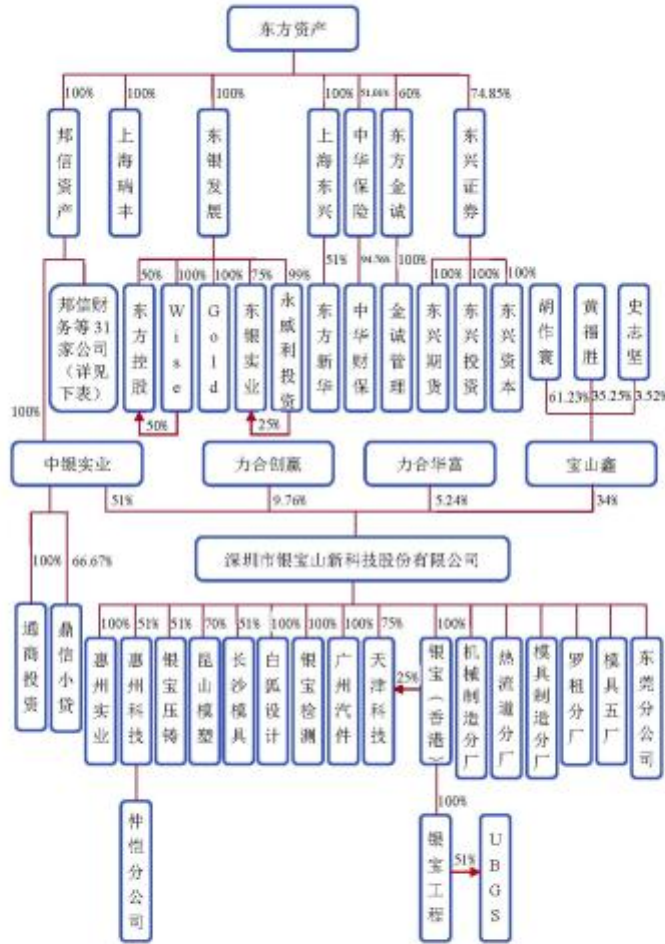 东方资产
100%
100%
100%
100%
51.01%
60%
74.85%
邦信资产
上海瑞丰
东银发展
上海东兴
中华保险
东方金诚
东兴证券
50%
100%
100%
75%
99%
51%
94.76%
100%
100%
100%
100%
邦信财务等31家公司（详见下表）
东方控股
Wise
Gold
东银实业
永威利投资
东方新华
中华财保
金诚管理
东兴期货
东兴投资
东兴资本
胡作寰
黄福胜
史志坚
50%
25%
100%
61.23%
35.25%
3.52%
中银实业
力合创赢
力合华富
宝山鑫
51%
9.76%
5.24%
34%
深圳市银宝山新科技股份有限公司
100%
66.67%
通商投资
鼎信小贷
100%
51%
51%
70%
51%
100%
100%
100%
75%
100%
惠州实业
惠州科技
银宝压铸
昆山模塑
长沙模具
白狐设计
银宝检测
广州汽件
天津科技
25%
银宝（香港）
机械制造分厂
热流道分厂
模具制造分厂
罗租分厂
模具五厂
东莞分公司
仲恺分公司
100%
银宝工程
51%
UBGS